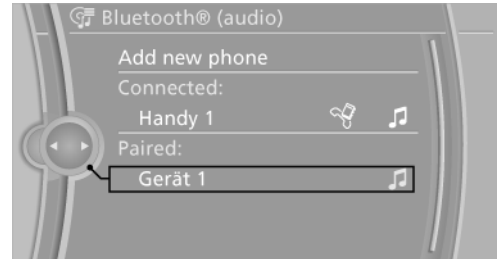 Bluetooth® (audio)
Add new phone
Connected:
Handy 1
Paired:
Gerät 1